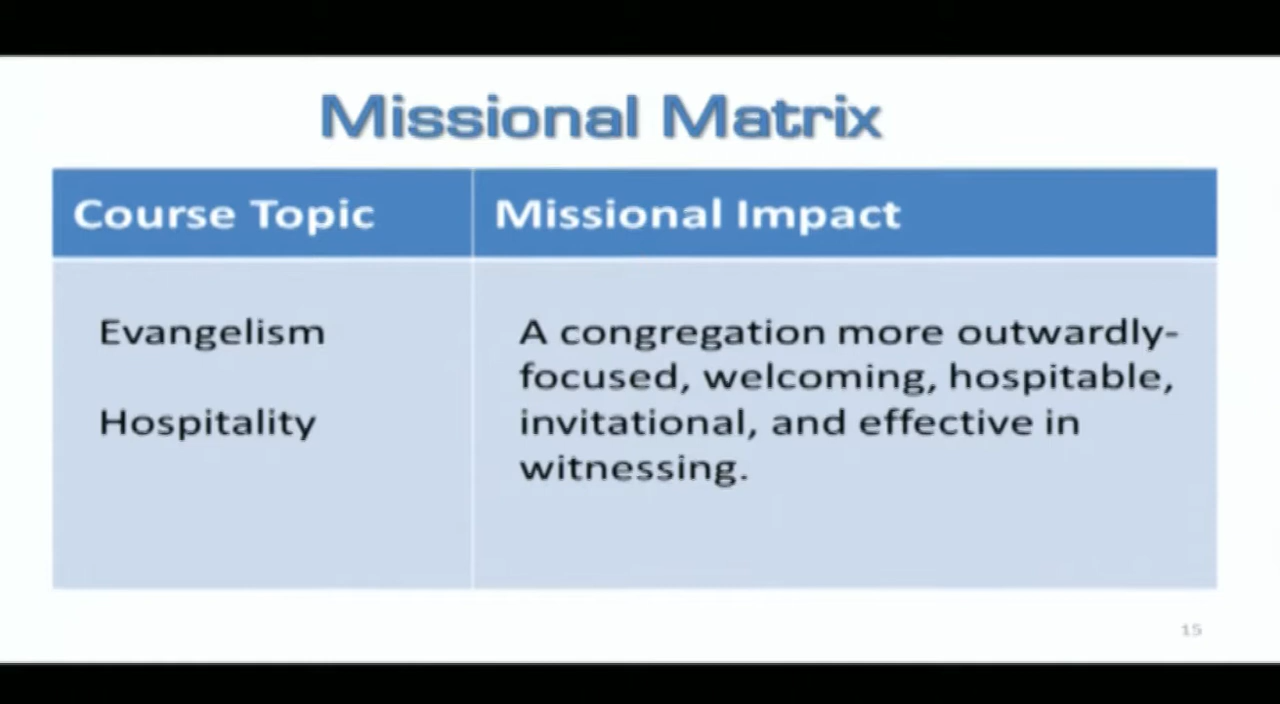 Missional Matrix
Course Topic
Missional Impact
Evangelism
Hospitality
A congregation more outwardly-
focused, welcoming, hospitable,
invitational, and effective in
witnessing.
15